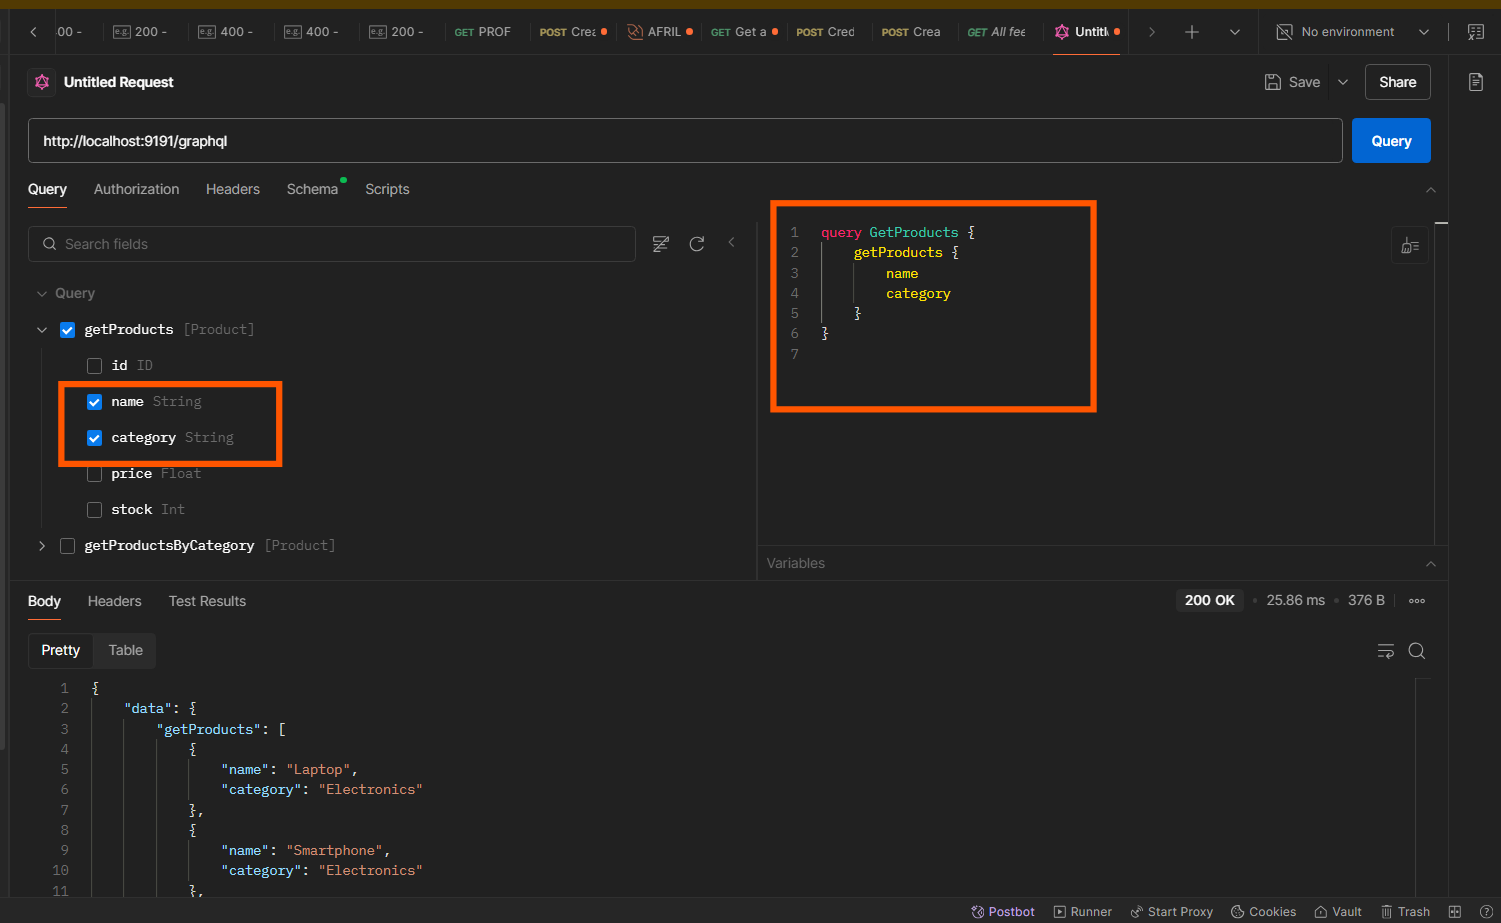 00 -
e.g. 200 -
e.g. 400 -
e.g. 400 -
e.g. 200 -
GET PROF
POST Crea
AFRIL
GET Get a
POST Cred
POST Crea
GET All fee
Untitl
No environment
Untitled Request
Save
Share
http://localhost:9191/graphql
Query
Query Authorization Headers Schema Scripts
Search fields
Query
getProducts [Product]
id ID
name String
category String
price Float
stock Int
getProductsByCategory [Product]
1 query GetProducts {
2 getProducts {
3 name
4 category
5 }
6 }
7
Variables
Body Headers Test Results
200 OK • 25.86 ms • 376 B
Pretty Table
1 {
2 "data": {
3 "getProducts": [
4 {
5 "name": "Laptop",
6 "category": "Electronics"
7 },
8 {
9 "name": "Smartphone",
10 "category": "Electronics"
11 },
Postbot Runner Start Proxy Cookies Vault Trash